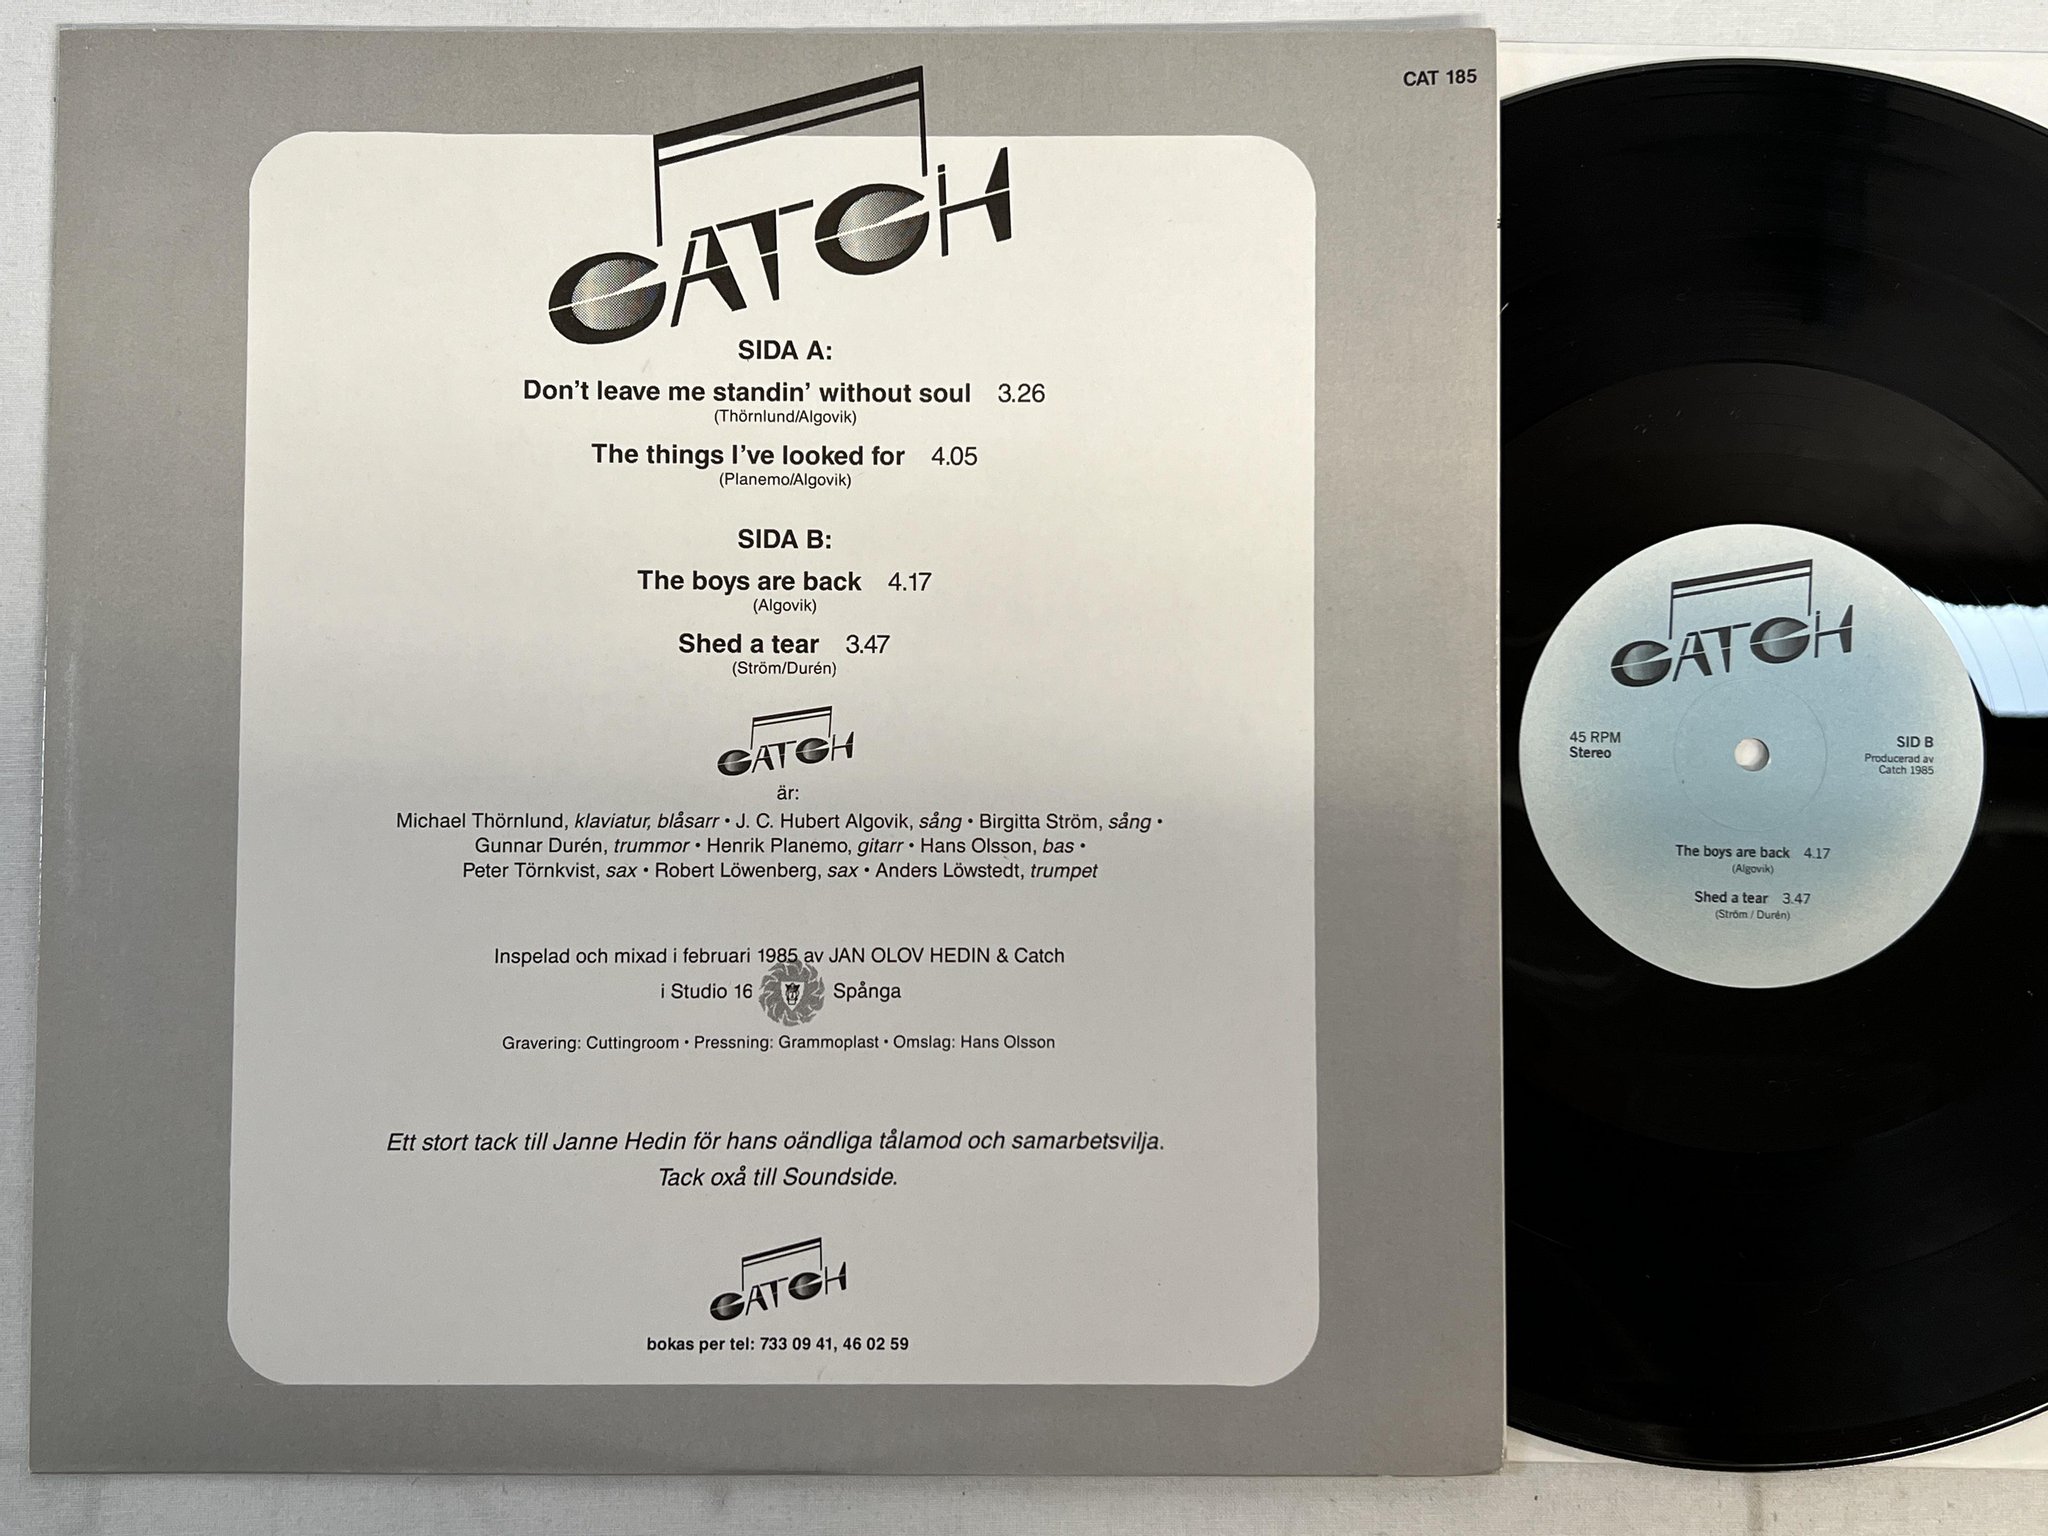 CAT 185
CATCH
SIDA A:
Don't leave me standin' without soul 3.26
(Thörnlund/Algovik)
The things I've looked for 4.05
(Planemo/Algovik)
SIDA B:
The boys are back 4.17
(Algovik)
Shed a tear 3.47
(Ström/Durén)
CATCH
är:
Michael Thörnlund, klaviatur, blåsarr • J. C. Hubert Algovik, sång • Birgitta Ström, sång •
Gunnar Durén, trummor • Henrik Planemo, gitarr • Hans Olsson, bas •
Peter Törnkvist, sax • Robert Löwenberg, sax • Anders Löwstedt, trumpet
Inspelad och mixad i februari 1985 av JAN OLOV HEDIN & Catch
i Studio 16 Spånga
Gravering: Cuttingroom • Pressning: Grammoplast • Omslag: Hans Olsson
Ett stort tack till Janne Hedin för hans oändliga tålamod och samarbetsvilja.
Tack oxå till Soundside.
CATCH
bokas per tel: 733 09 41, 46 02 59
CATCH
45 RPM
Stereo
SID B
Producerad av
Catch 1985
The boys are back 4.17
(Algovik)
Shed a tear 3.47
(Ström / Durén)